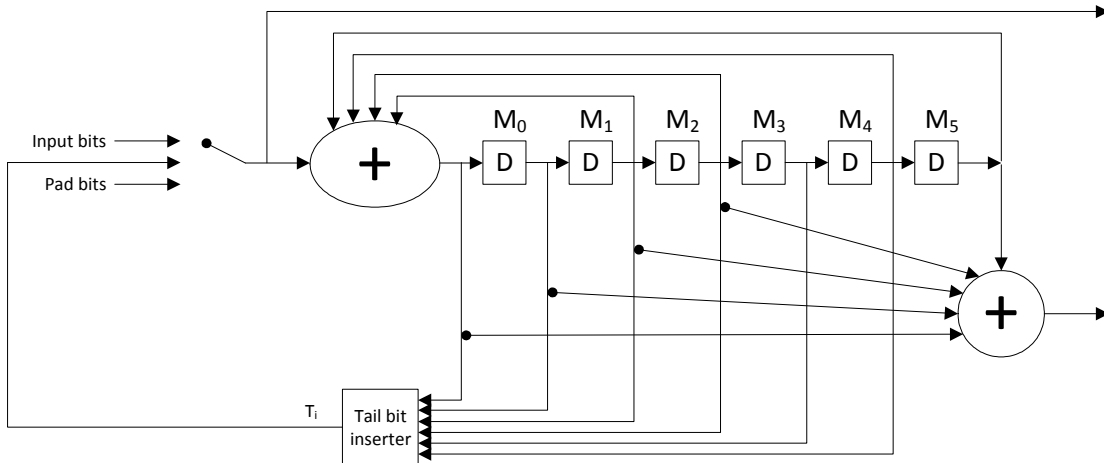 M₀ M₁ M₂ M₃ M₄ M₅
Input bits
+ D D D D D D
Pad bits
+
Tᵢ
Tail bit
inserter